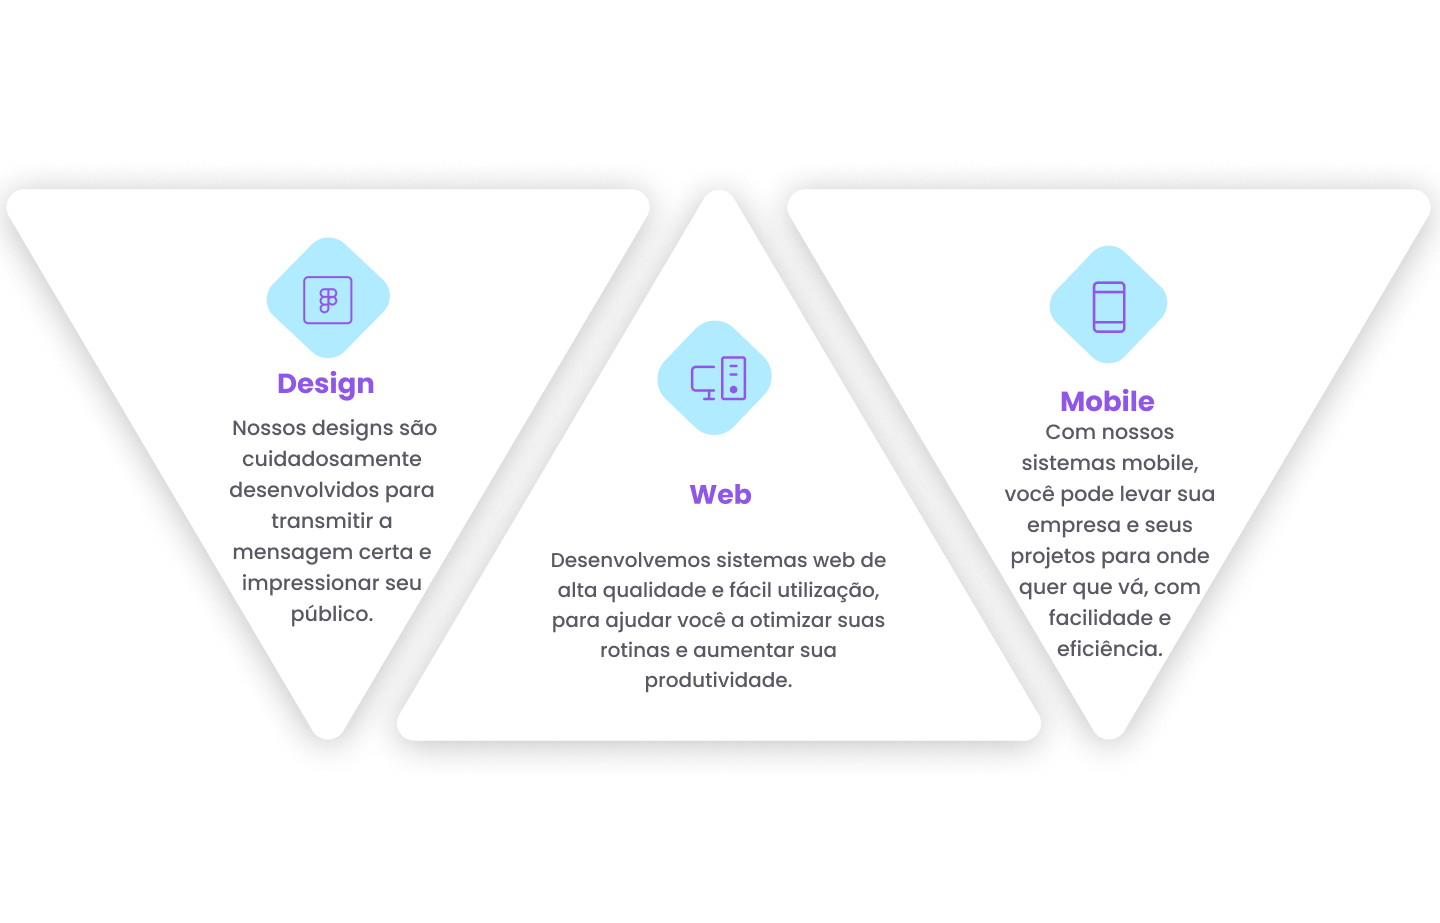 Design
Nossos designs são
cuidadosamente
desenvolvidos para
transmitir a
mensagem certa e
impressionar seu
público.
Web
Desenvolvemos sistemas web de
alta qualidade e fácil utilização,
para ajudar você a otimizar suas
rotinas e aumentar sua
produtividade.
Mobile
Com nossos
sistemas mobile,
você pode levar sua
empresa e seus
projetos para onde
quer que vá, com
facilidade e
eficiência.